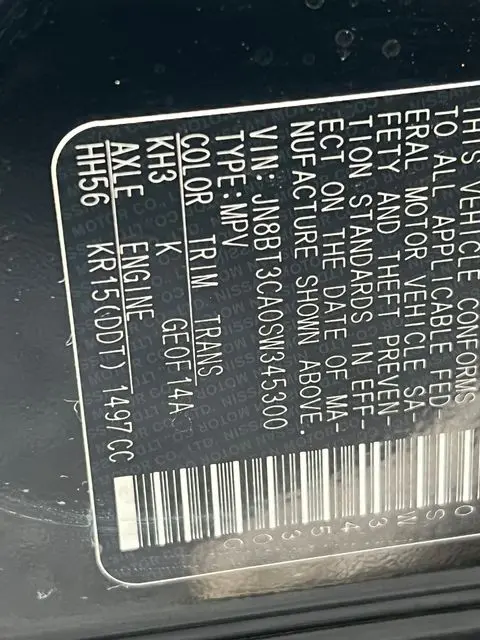 THIS VEHICLE CONFORMS
TO ALL APPLICABLE FED-
ERAL MOTOR VEHICLE SA-
FETY AND THEFT PREVEN-
TION STANDARDS IN EFF-
ECT ON THE DATE OF MA-
NUFACTURE SHOWN ABOVE.
VIN: JN8BT3CA0SW345300
TYPE:MPV
COLOR TRIM TRANS
KH3 K GE0F14A
AXLE ENGINE
HH56 KR15(DDT) 1497CC
0SW345300C